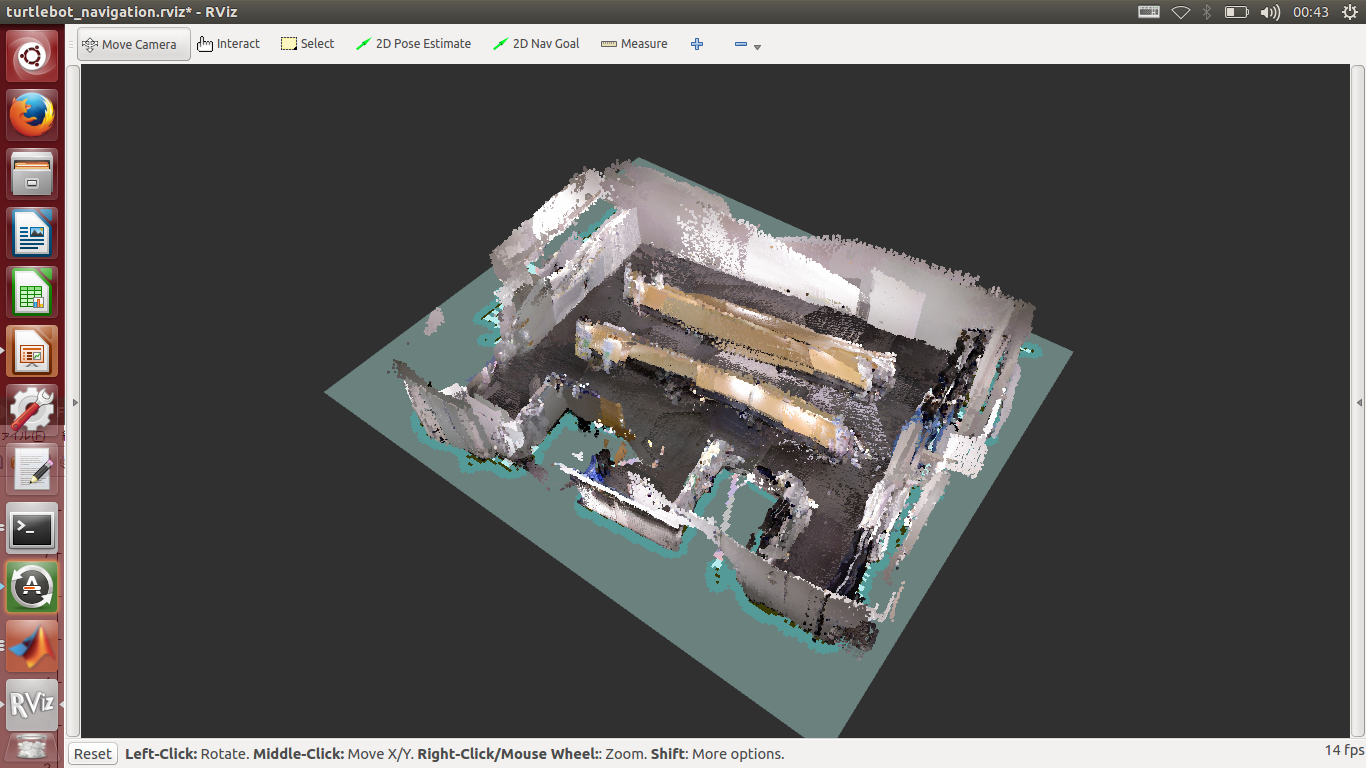 turtlebot_navigation.rviz* - RViz
00:43
Move Camera
Interact
Select
2D Pose Estimate
2D Nav Goal
Measure
RViz
Reset
Left-Click: Rotate. Middle-Click: Move X/Y. Right-Click/Mouse Wheel:: Zoom. Shift: More options.
14 fps